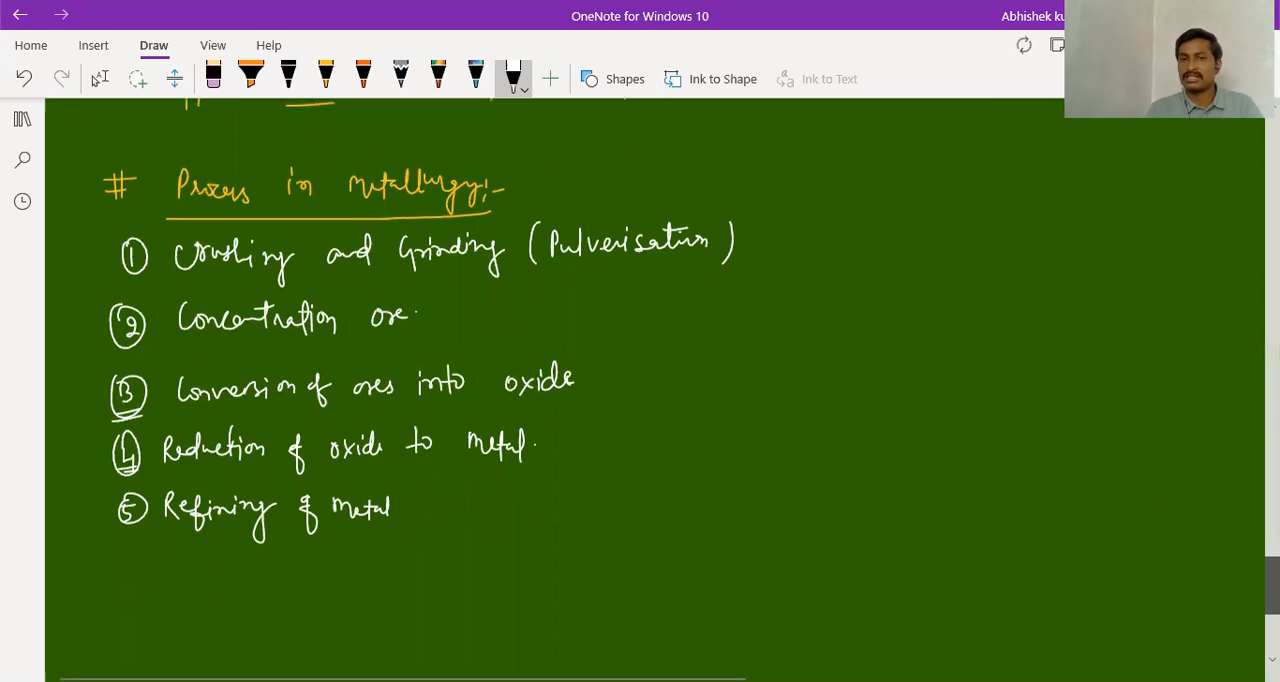 OneNote for Windows 10
Abhishek ku
Home Insert Draw View Help
Shapes Ink to Shape Ink to Text
# Process in Metallurgy:-
① Crushing and Grinding (Pulverisation)
② Concentration ore.
③ Conversion of ores into oxide
④ Reduction of oxide to Metal.
⑤ Refining of Metal